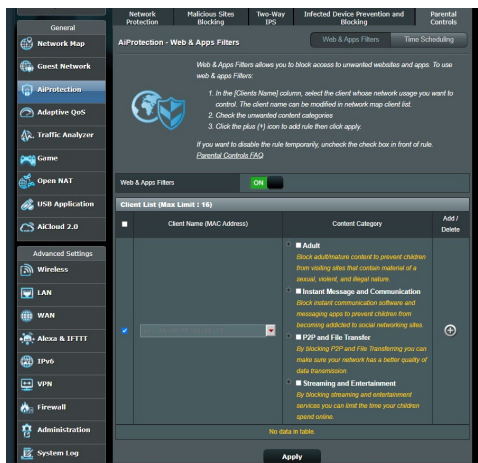 General
Network Map
Guest Network
AiProtection
Adaptive QoS
Traffic Analyzer
Game
Open NAT
USB Application
AiCloud 2.0
Advanced Settings
Wireless
LAN
WAN
Alexa & IFTTT
IPv6
VPN
Firewall
Administration
System Log
Network
Protection
Malicious Sites
Blocking
Two-Way
IPS
Infected Device Prevention and
Blocking
Parental
Controls
AiProtection - Web & Apps Filters
Web & Apps Filters
Time Scheduling
Web & Apps Filters allows you to block access to unwanted websites and apps. To use
web & apps Filters:
1. In the [Clients Name] column, select the client whose network usage you want to
control. The client name can be modified in network map client list.
2. Check the unwanted content categories
3. Click the plus (+) icon to add rule then click apply.
If you want to disable the rule temporarily, uncheck the check box in front of rule.
Parental Controls FAQ
Web & Apps Filters
ON
Client List (Max Limit : 16)
Client Name (MAC Address)
Content Category
Add /
Delete
Adult
Block adult/mature content to prevent children
from visiting sites that contain material of a
sexual, violent, and illegal nature.
Instant Message and Communication
Block instant communication software and
messaging apps to prevent children from
becoming addicted to social networking sites.
P2P and File Transfer
By blocking P2P and File Transferring you can
make sure your network has a better quality of
data transmission.
Streaming and Entertainment
By blocking streaming and entertainment
services you can limit the time your children
spend online.
No data in table.
Apply